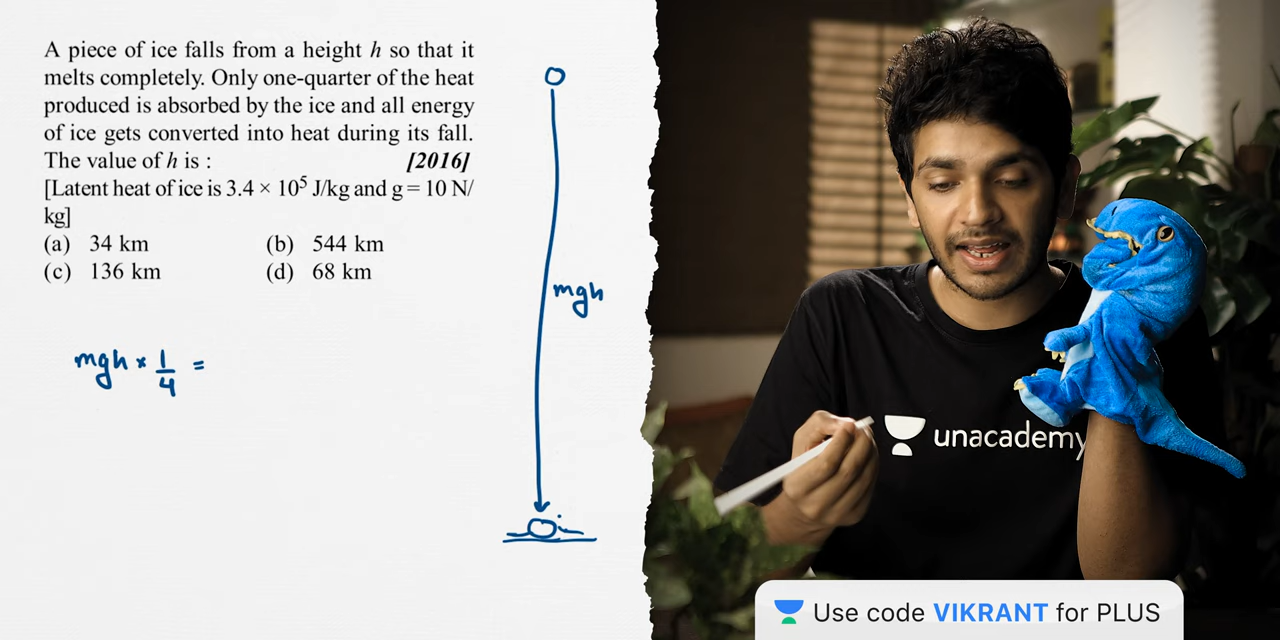 A piece of ice falls from a height h so that it
melts completely. Only one-quarter of the heat
produced is absorbed by the ice and all energy
of ice gets converted into heat during its fall.
The value of h is : [2016]
[Latent heat of ice is 3.4 × 10⁵ J/kg and g = 10 N/
kg]
(a) 34 km (b) 544 km
(c) 136 km (d) 68 km
mgh
mgh × 1/4 =
unacademy
Use code VIKRANT for PLUS